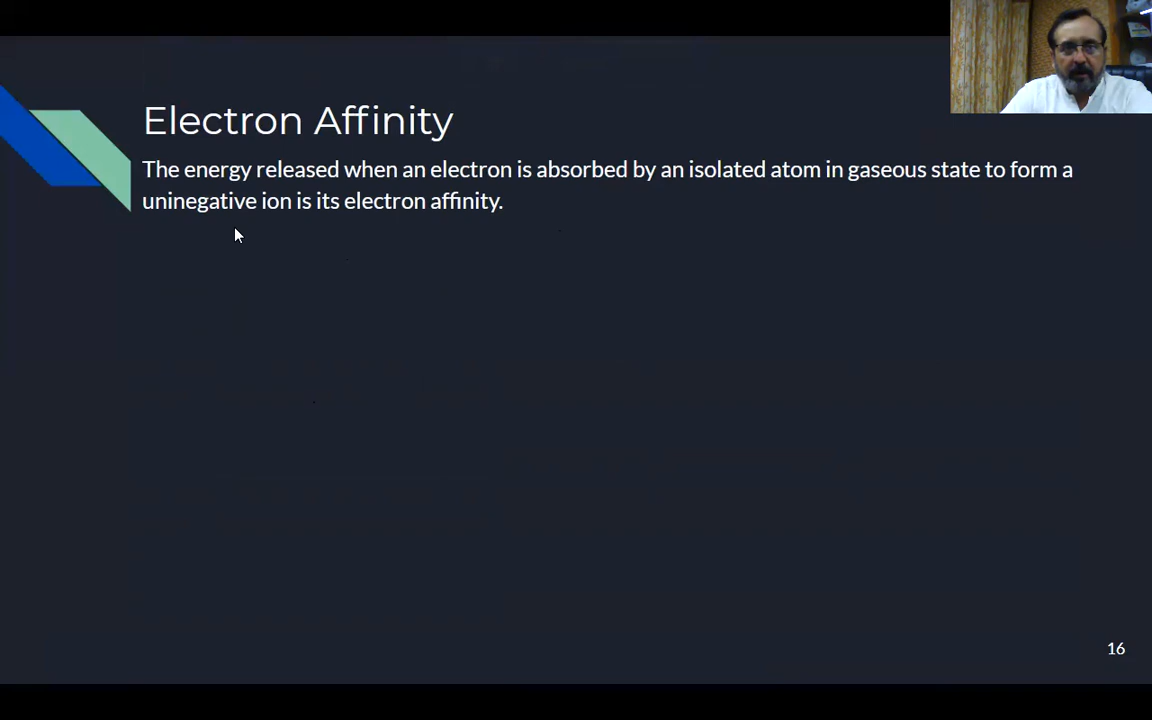 Electron Affinity
The energy released when an electron is absorbed by an isolated atom in gaseous state to form a
uninegative ion is its electron affinity.
16